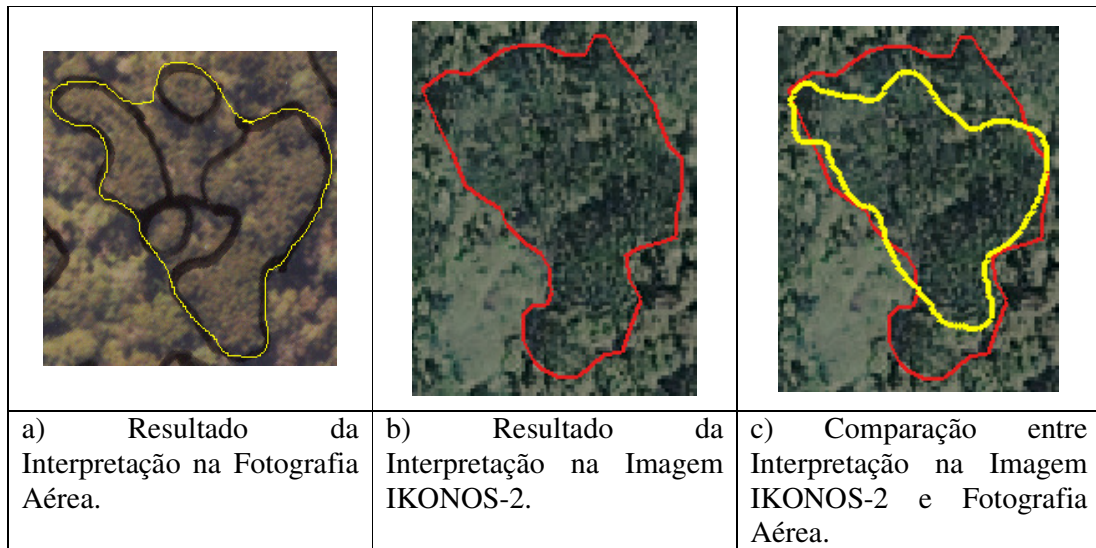 a) Resultado da
Interpretação na Fotografia
Aérea.
b) Resultado da
Interpretação na Imagem
IKONOS-2.
c) Comparação entre
Interpretação na Imagem
IKONOS-2 e Fotografia
Aérea.